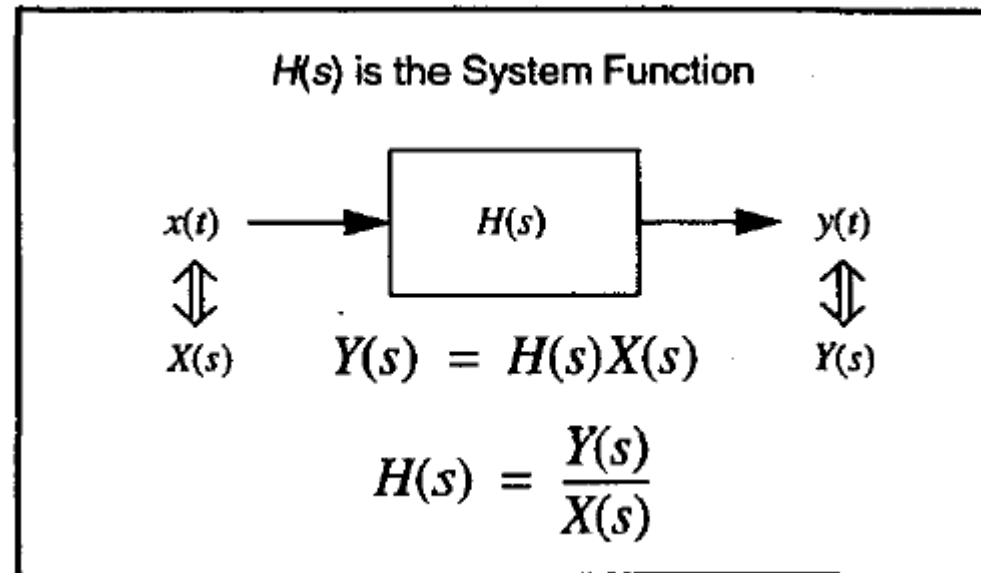 H(s) is the System Function
x(t) H(s) y(t)
X(s) Y(s) = H(s)X(s) Y(s)
H(s) = Y(s)/X(s)